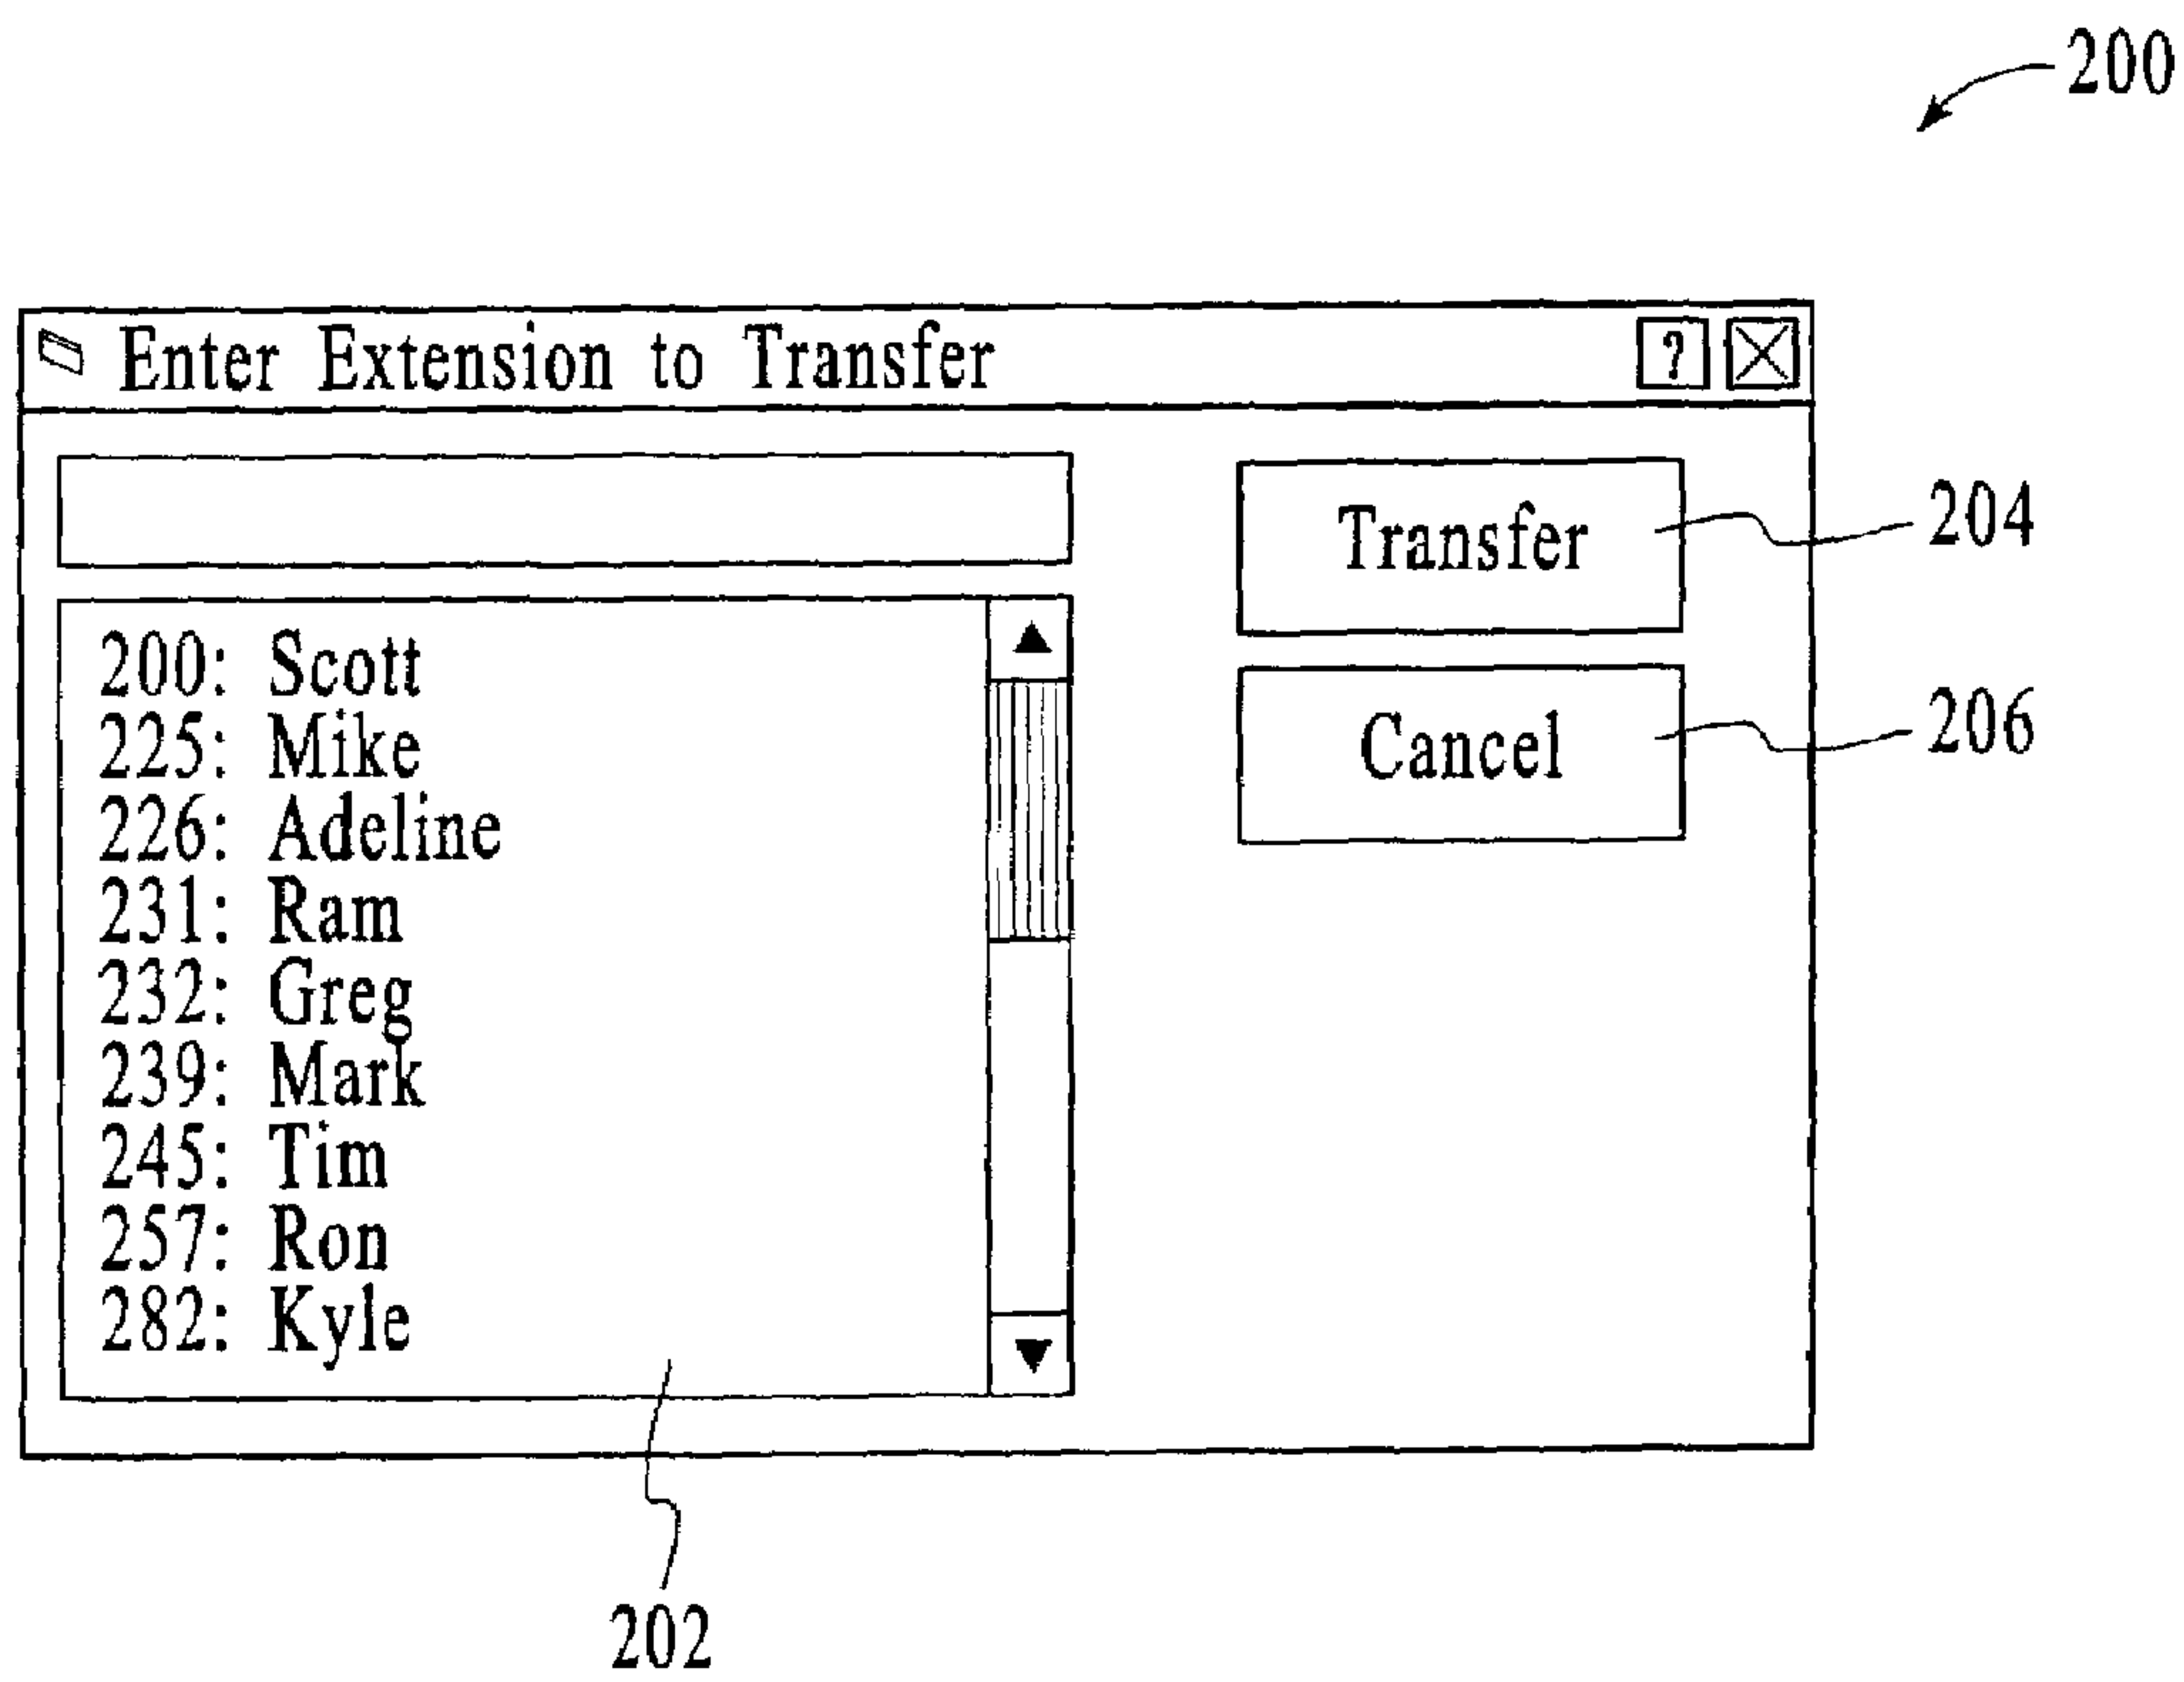 200
Enter Extension to Transfer ?
Transfer
204
200: Scott
225: Mike
226: Adeline
231: Ram
232: Greg
239: Mark
245: Tim
257: Ron
282: Kyle
Cancel
206
202